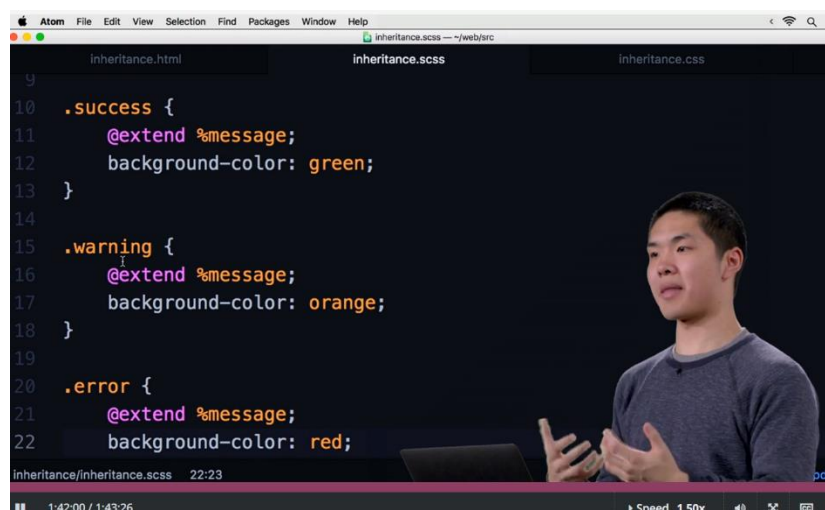 Atom File Edit View Selection Find Packages Window Help
inheritance.scss — ~/web/src
inheritance.html inheritance.scss inheritance.css
9
10 .success {
11 @extend %message;
12 background-color: green;
13 }
14
15 .warning {
16 @extend %message;
17 background-color: orange;
18 }
19
20 .error {
21 @extend %message;
22 background-color: red;
inheritance/inheritance.scss 22:23
1:42:00 / 1:43:26 Speed 1.50x CC